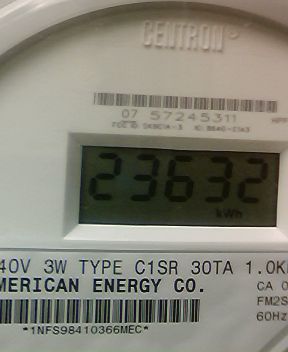 CENTRON
07 57245311
23632
kWh
40V 3W TYPE C1SR 30TA 1.0K
MERICAN ENERGY CO.
CA 0
FM2S
60Hz
*1NFS98410366MEC*